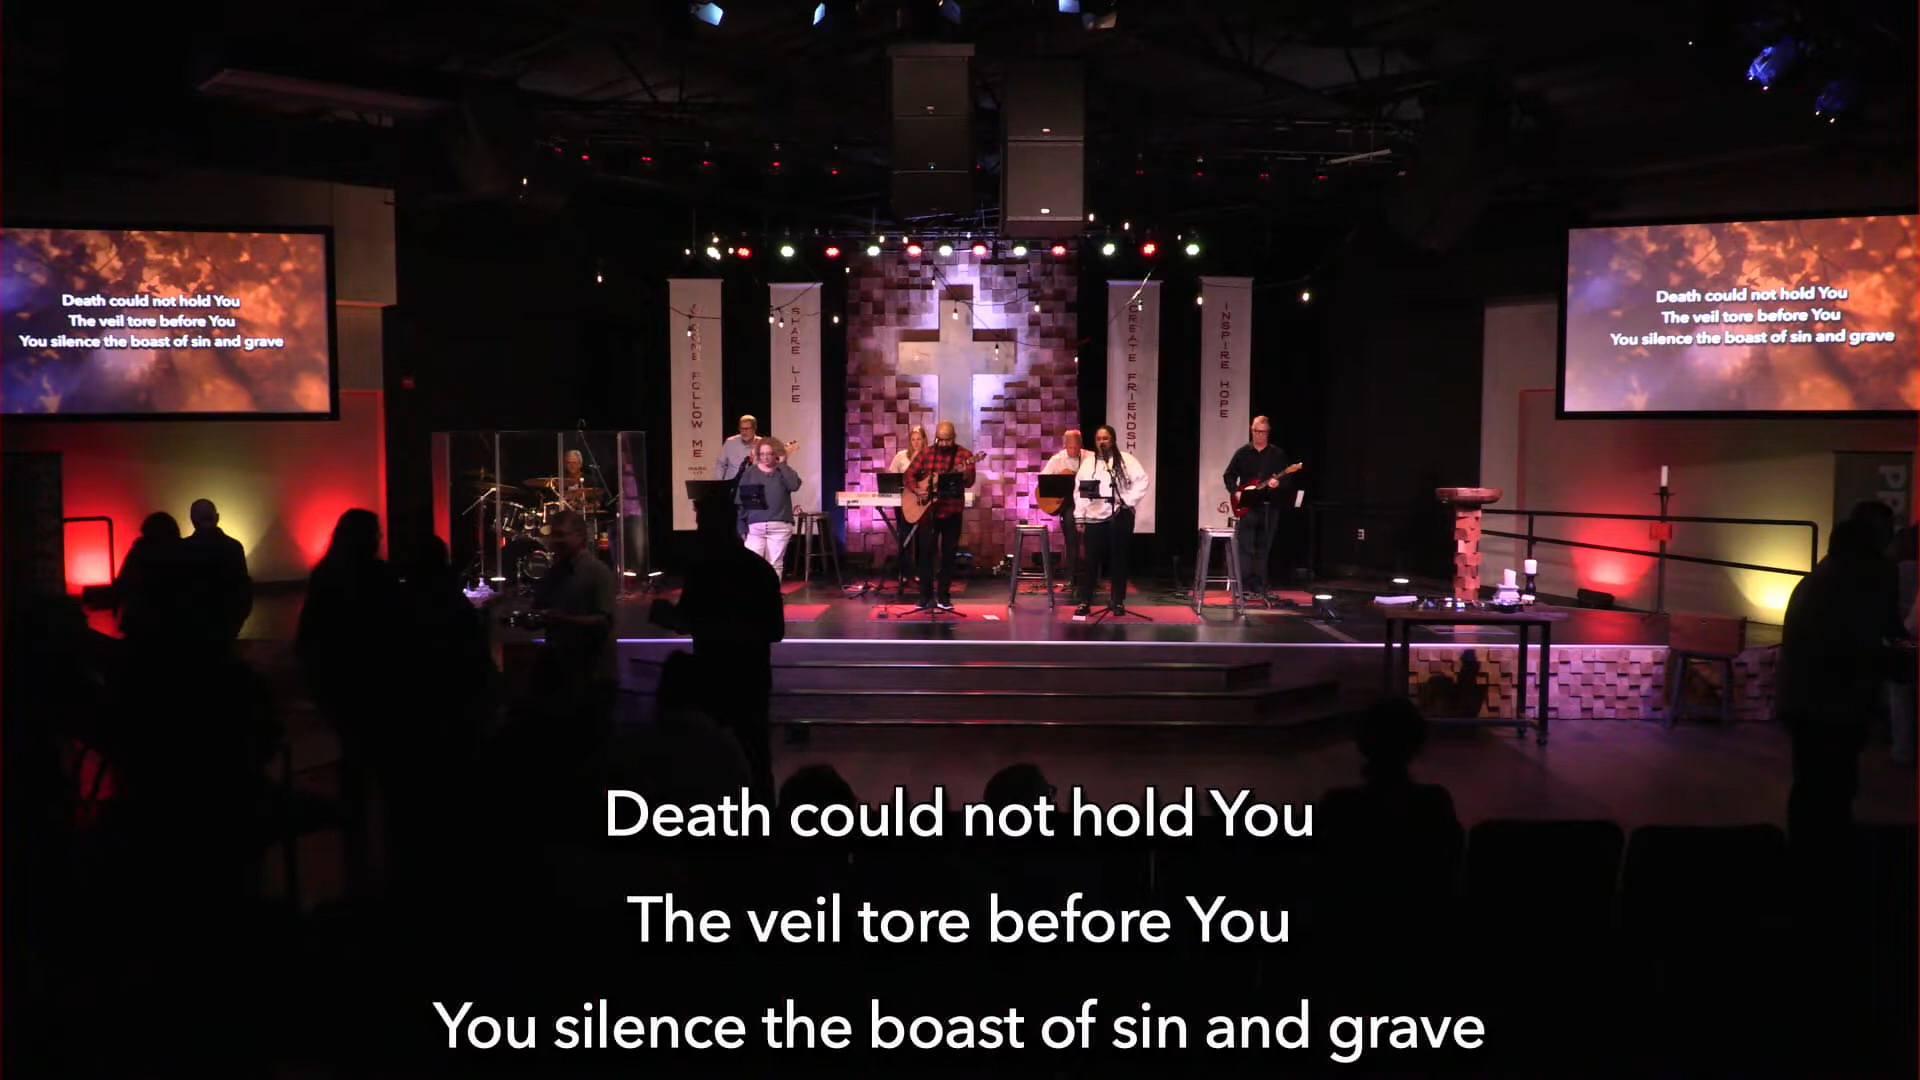 Death could not hold You
The veil tore before You
You silence the boast of sin and grave
Death could not hold You
The veil tore before You
You silence the boast of sin and grave
COME FOLLOW ME
SHARE LIFE
CREATE FRIENDSH
INSPIRE HOPE
Death could not hold You
The veil tore before You
You silence the boast of sin and grave